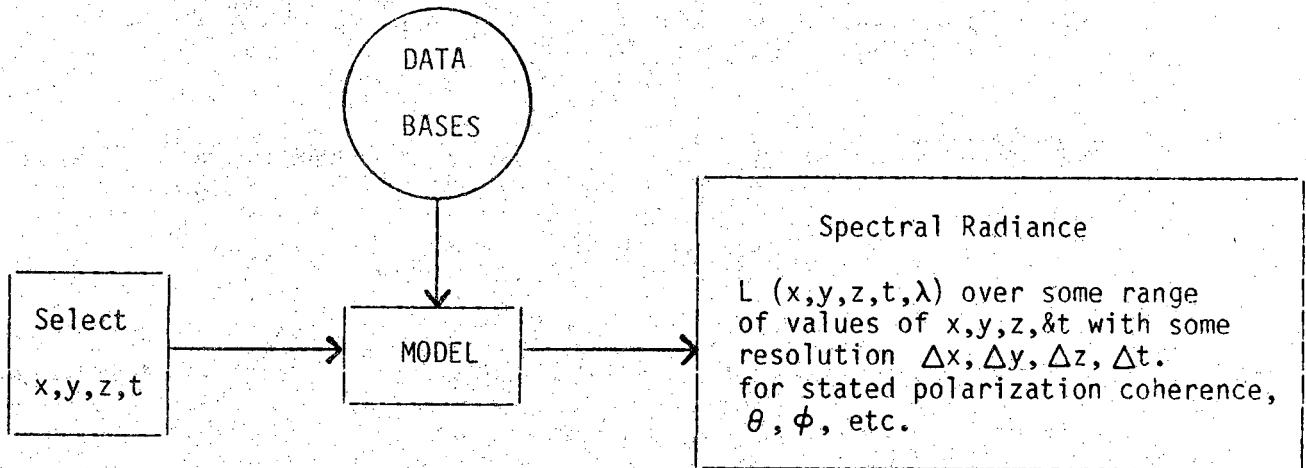 DATA
BASES
Select
x,y,z,t
MODEL
Spectral Radiance
L (x,y,z,t,λ) over some range
of values of x,y,z,&t with some
resolution Δx, Δy, Δz, Δt.
for stated polarization coherence,
θ, ϕ, etc.